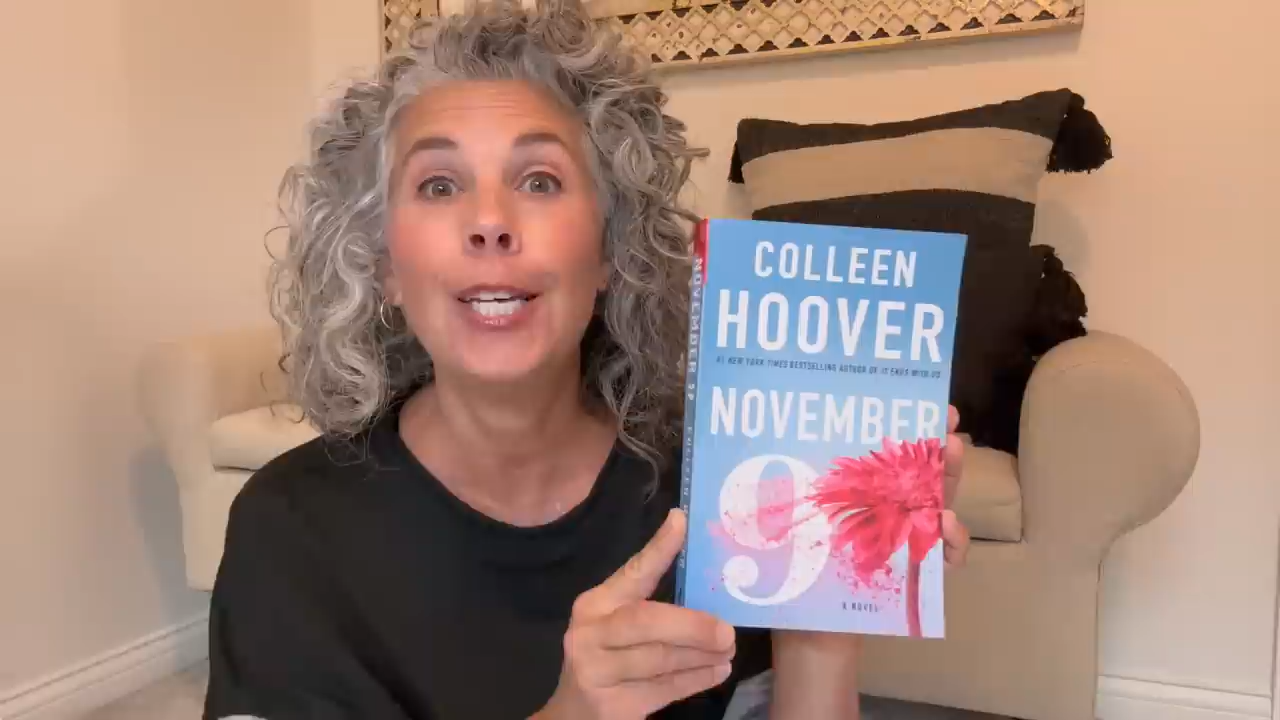 COLLEEN
HOOVER
#1 NEW YORK TIMES BESTSELLING AUTHOR OF IT ENDS WITH US
NOVEMBER
9
A NOVEL
NOVEMBER 9